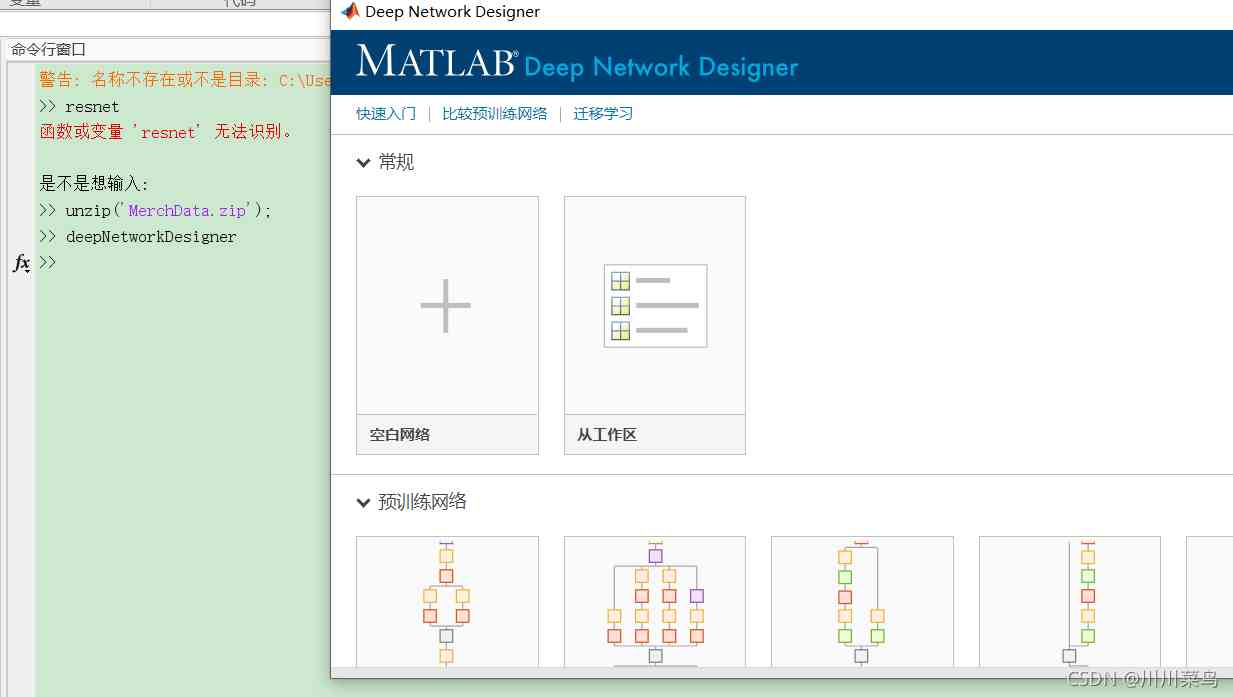 变量
代码
命令行窗口
警告: 名称不存在或不是目录: C:\Use
>> resnet
函数或变量 'resnet' 无法识别。
是不是想输入:
>> unzip('MerchData.zip');
>> deepNetworkDesigner
fx >>
Deep Network Designer
MATLAB® Deep Network Designer
快速入门 | 比较预训练网络 | 迁移学习
常规
空白网络
从工作区
预训练网络
CSDN @川川菜鸟